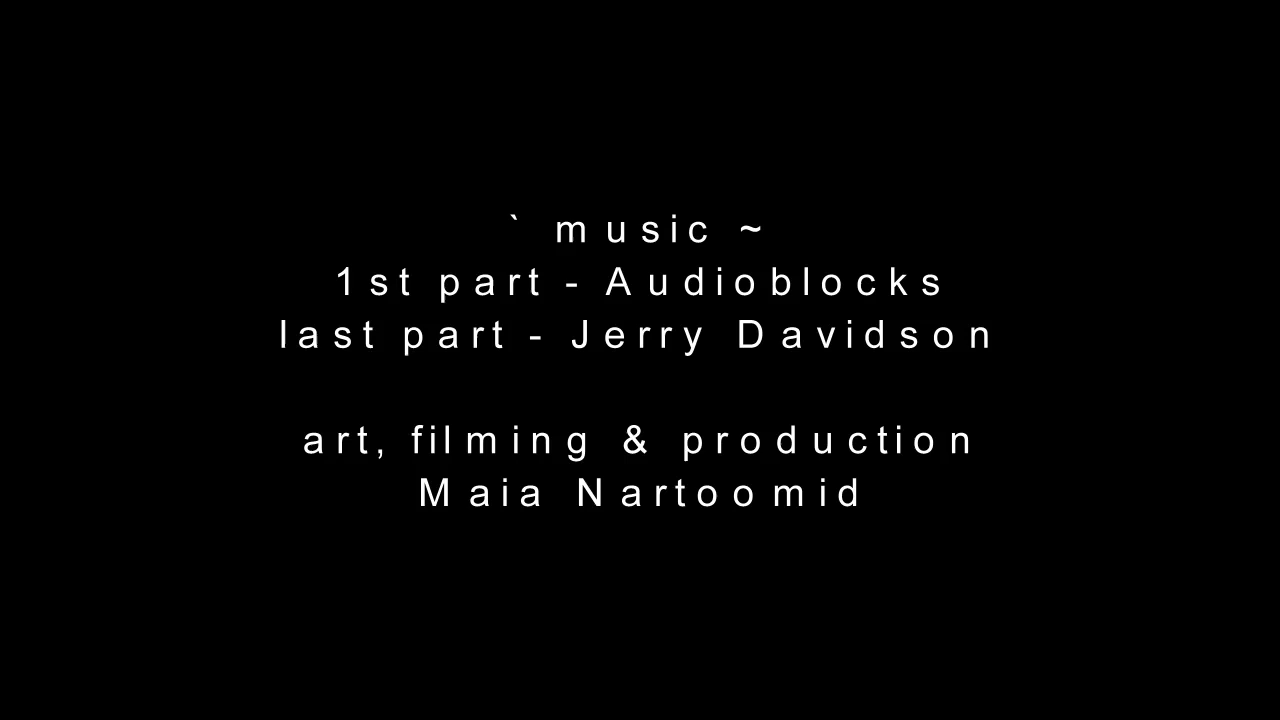 ` music ~
1st part - Audioblocks
last part - Jerry Davidson
art, filming & production
Maia Nartoomid